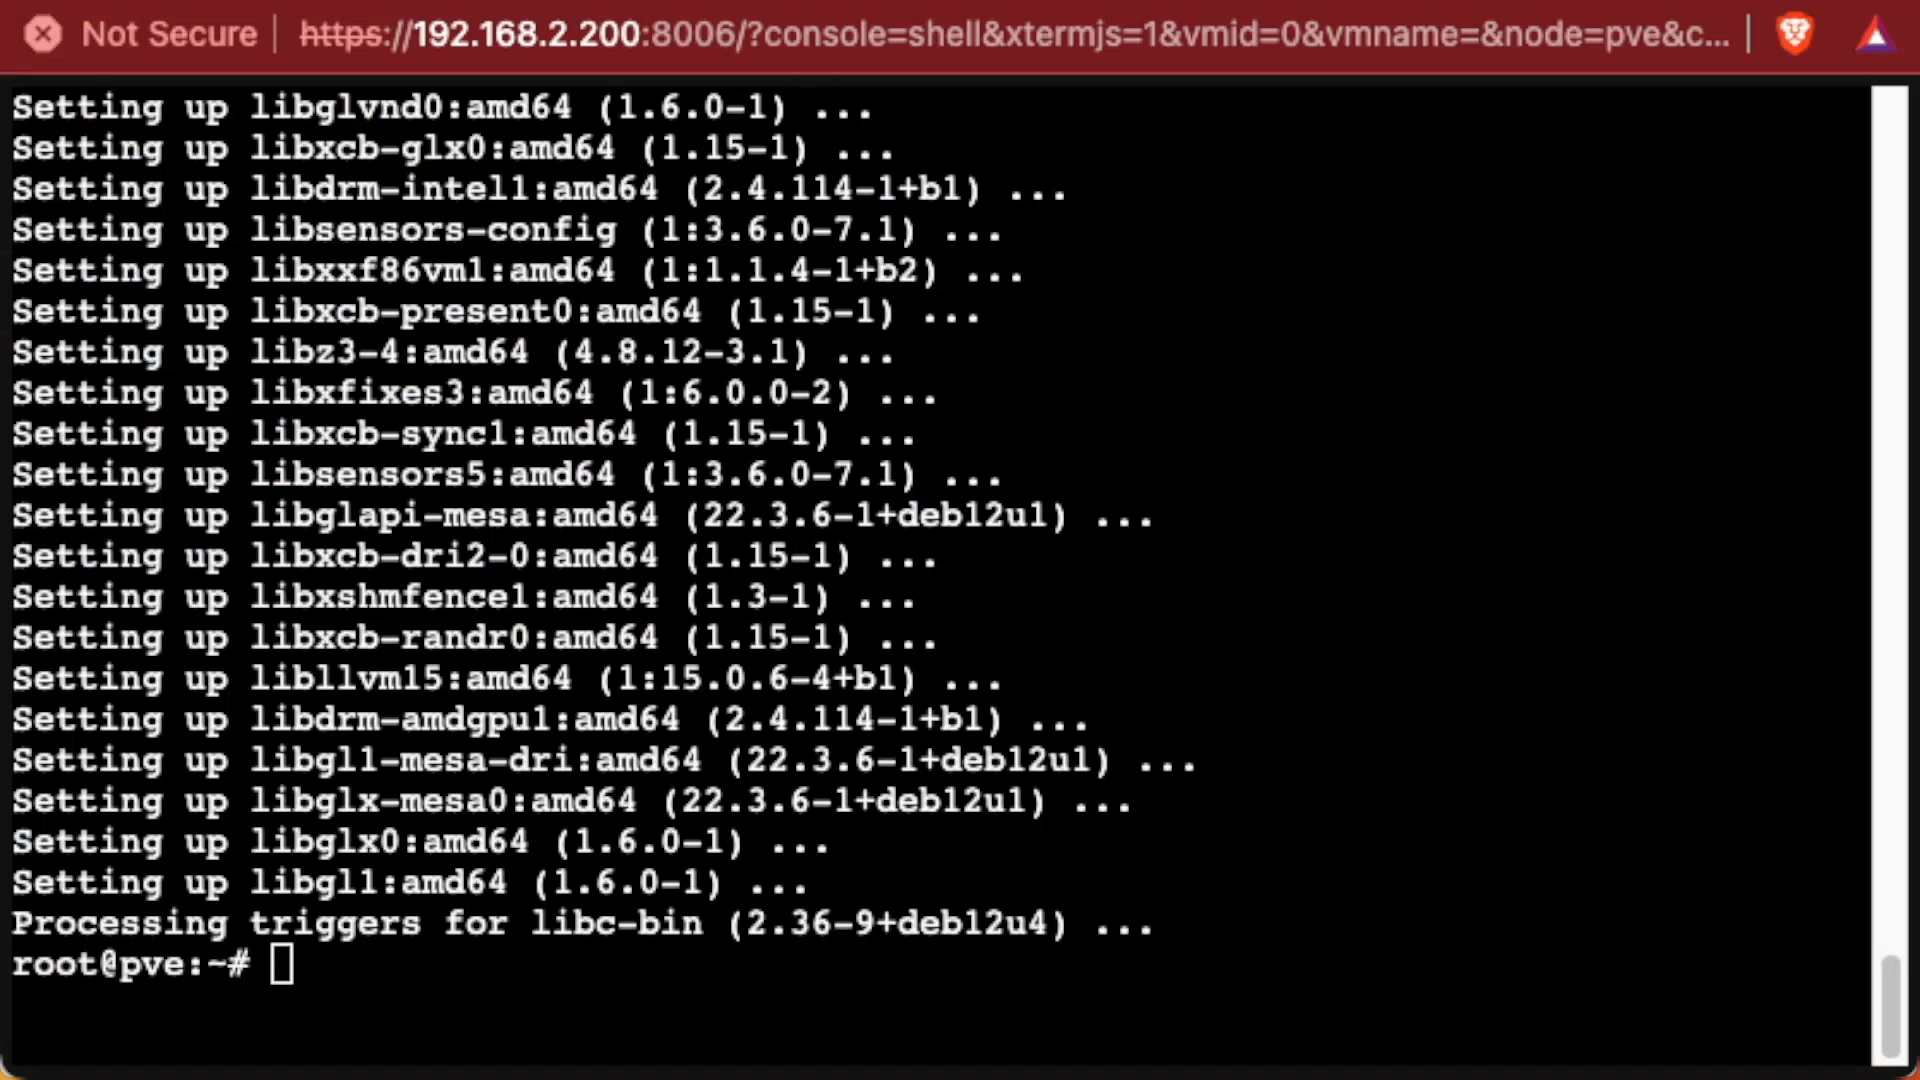 Not Secure | https://192.168.2.200:8006/?console=shell&xtermjs=1&vmid=0&vmname=&node=pve&c... |
Setting up libglvnd0:amd64 (1.6.0-1) ...
Setting up libxcb-glx0:amd64 (1.15-1) ...
Setting up libdrm-intel1:amd64 (2.4.114-1+b1) ...
Setting up libsensors-config (1:3.6.0-7.1) ...
Setting up libxxf86vm1:amd64 (1:1.1.4-1+b2) ...
Setting up libxcb-present0:amd64 (1.15-1) ...
Setting up libz3-4:amd64 (4.8.12-3.1) ...
Setting up libxfixes3:amd64 (1:6.0.0-2) ...
Setting up libxcb-sync1:amd64 (1.15-1) ...
Setting up libsensors5:amd64 (1:3.6.0-7.1) ...
Setting up libglapi-mesa:amd64 (22.3.6-1+deb12u1) ...
Setting up libxcb-dri2-0:amd64 (1.15-1) ...
Setting up libxshmfence1:amd64 (1.3-1) ...
Setting up libxcb-randr0:amd64 (1.15-1) ...
Setting up libllvm15:amd64 (1:15.0.6-4+b1) ...
Setting up libdrm-amdgpu1:amd64 (2.4.114-1+b1) ...
Setting up libgl1-mesa-dri:amd64 (22.3.6-1+deb12u1) ...
Setting up libglx-mesa0:amd64 (22.3.6-1+deb12u1) ...
Setting up libglx0:amd64 (1.6.0-1) ...
Setting up libgl1:amd64 (1.6.0-1) ...
Processing triggers for libc-bin (2.36-9+deb12u4) ...
root@pve:~#